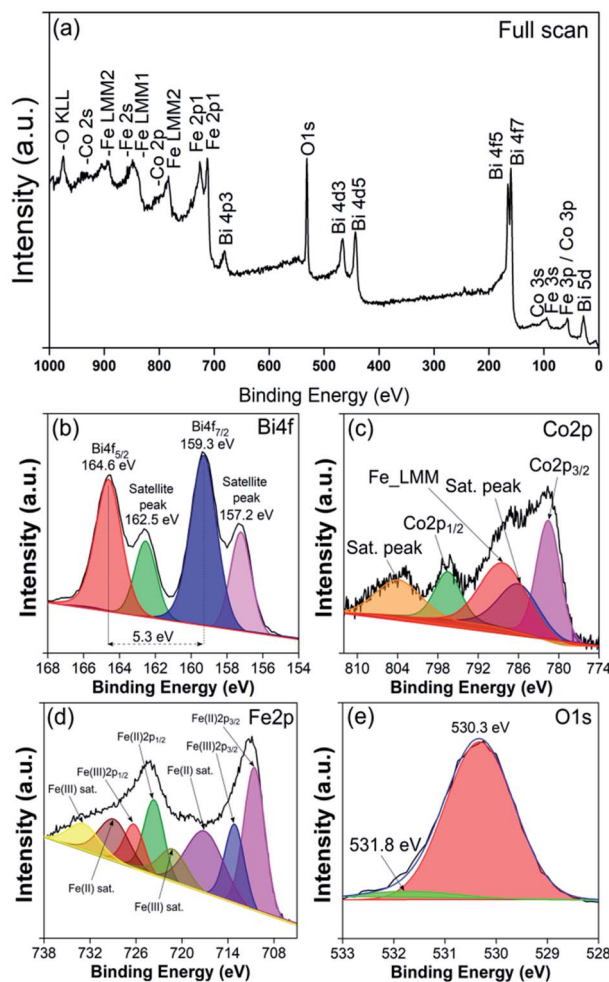 (a)
Full scan
Intensity (a.u.)
-O KLL
-Co 2s
-Fe LMM2
-Fe 2s
-Fe LMM1
-Co 2p
Fe LMM2
Fe 2p1
Fe 2p1
Bi 4p3
O1s
Bi 4d3
Bi 4d5
Bi 4f5
Bi 4f7
Co 3s
Fe 3s
Fe 3p / Co 3p
Bi 5d
1000 900 800 700 600 500 400 300 200 100 0
Binding Energy (eV)
(b)
Bi4f
Intensity (a.u.)
Bi4f5/2
164.6 eV
Satellite
peak
162.5 eV
Bi4f7/2
159.3 eV
Satellite
peak
157.2 eV
5.3 eV
168 166 164 162 160 158 156 154
Binding Energy (eV)
(c)
Co2p
Intensity (a.u.)
Fe_LMM
Sat. peak
Co2p3/2
Co2p1/2
Sat. peak
810 804 798 792 786 780 774
Binding Energy (eV)
(d)
Fe2p
Intensity (a.u.)
Fe(II)2p3/2
Fe(II)2p1/2
Fe(III)2p3/2
Fe(III)2p1/2
Fe(II) sat.
Fe(III) sat.
Fe(II) sat.
Fe(III) sat.
738 732 726 720 714 708
Binding Energy (eV)
(e)
O1s
Intensity (a.u.)
530.3 eV
531.8 eV
533 532 531 530 529 528
Binding Energy (eV)